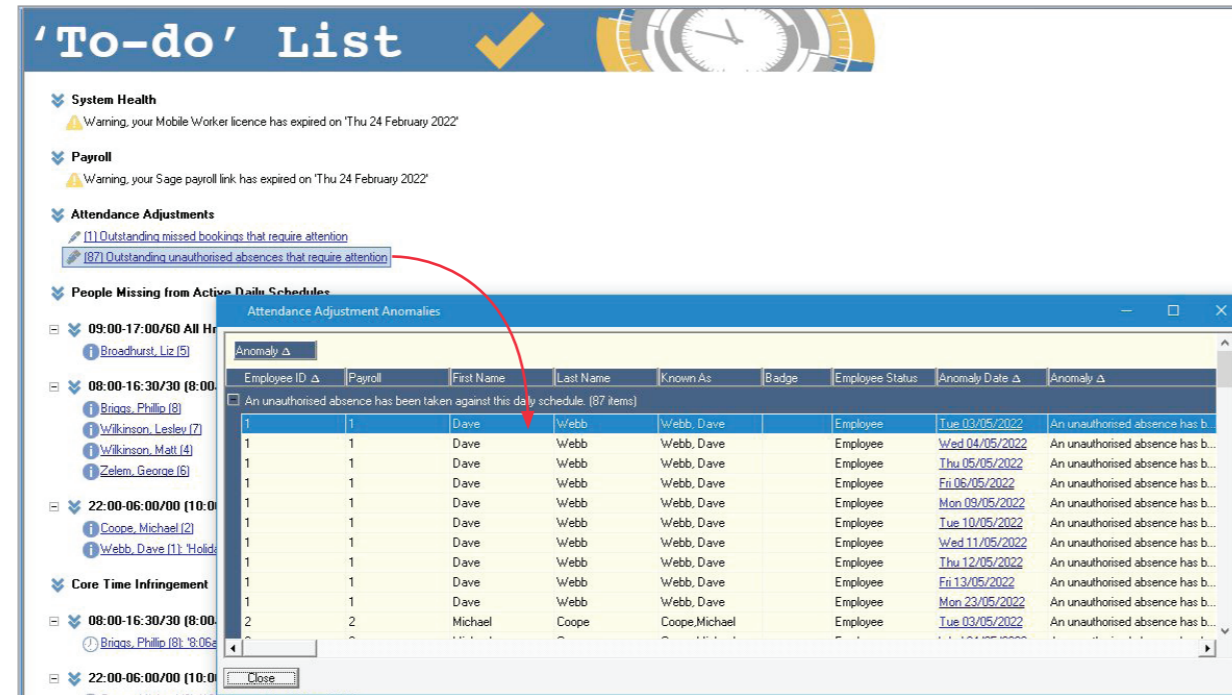 ‘To-do’ List
System Health
Warning, your Mobile Worker licence has expired on 'Thu 24 February 2022'
Payroll
Warning, your Sage payroll link has expired on 'Thu 24 February 2022'
Attendance Adjustments
[1] Outstanding missed bookings that require attention
[87] Outstanding unauthorised absences that require attention
People Missing from Active Daily Schedules
09:00-17:00/60 All Hr
Broadhurst, Liz [5]
08:00-16:30/30 (8:00
Briggs, Phillip [8]
Wilkinson, Lesley [7]
Wilkinson, Matt [4]
Zelem, George [6]
22:00-06:00/00 (10:0
Coope, Michael [2]
Webb, Dave [1]: 'Holid
Core Time Infringement
08:00-16:30/30 (8:00
Briggs, Phillip [8]: '8:06a
22:00-06:00/00 (10:0
Attendance Adjustment Anomalies
Anomaly
Employee ID Payroll First Name Last Name Known As Badge Employee Status Anomaly Date Anomaly
An unauthorised absence has been taken against this daily schedule. (87 items)
1 1 Dave Webb Webb, Dave Employee Tue 03/05/2022 An unauthorised absence has b...
1 1 Dave Webb Webb, Dave Employee Wed 04/05/2022 An unauthorised absence has b...
1 1 Dave Webb Webb, Dave Employee Thu 05/05/2022 An unauthorised absence has b...
1 1 Dave Webb Webb, Dave Employee Fri 06/05/2022 An unauthorised absence has b...
1 1 Dave Webb Webb, Dave Employee Mon 09/05/2022 An unauthorised absence has b...
1 1 Dave Webb Webb, Dave Employee Tue 10/05/2022 An unauthorised absence has b...
1 1 Dave Webb Webb, Dave Employee Wed 11/05/2022 An unauthorised absence has b...
1 1 Dave Webb Webb, Dave Employee Thu 12/05/2022 An unauthorised absence has b...
1 1 Dave Webb Webb, Dave Employee Fri 13/05/2022 An unauthorised absence has b...
1 1 Dave Webb Webb, Dave Employee Mon 23/05/2022 An unauthorised absence has b...
2 2 Michael Coope Coope,Michael Employee Tue 03/05/2022 An unauthorised absence has b...
Close